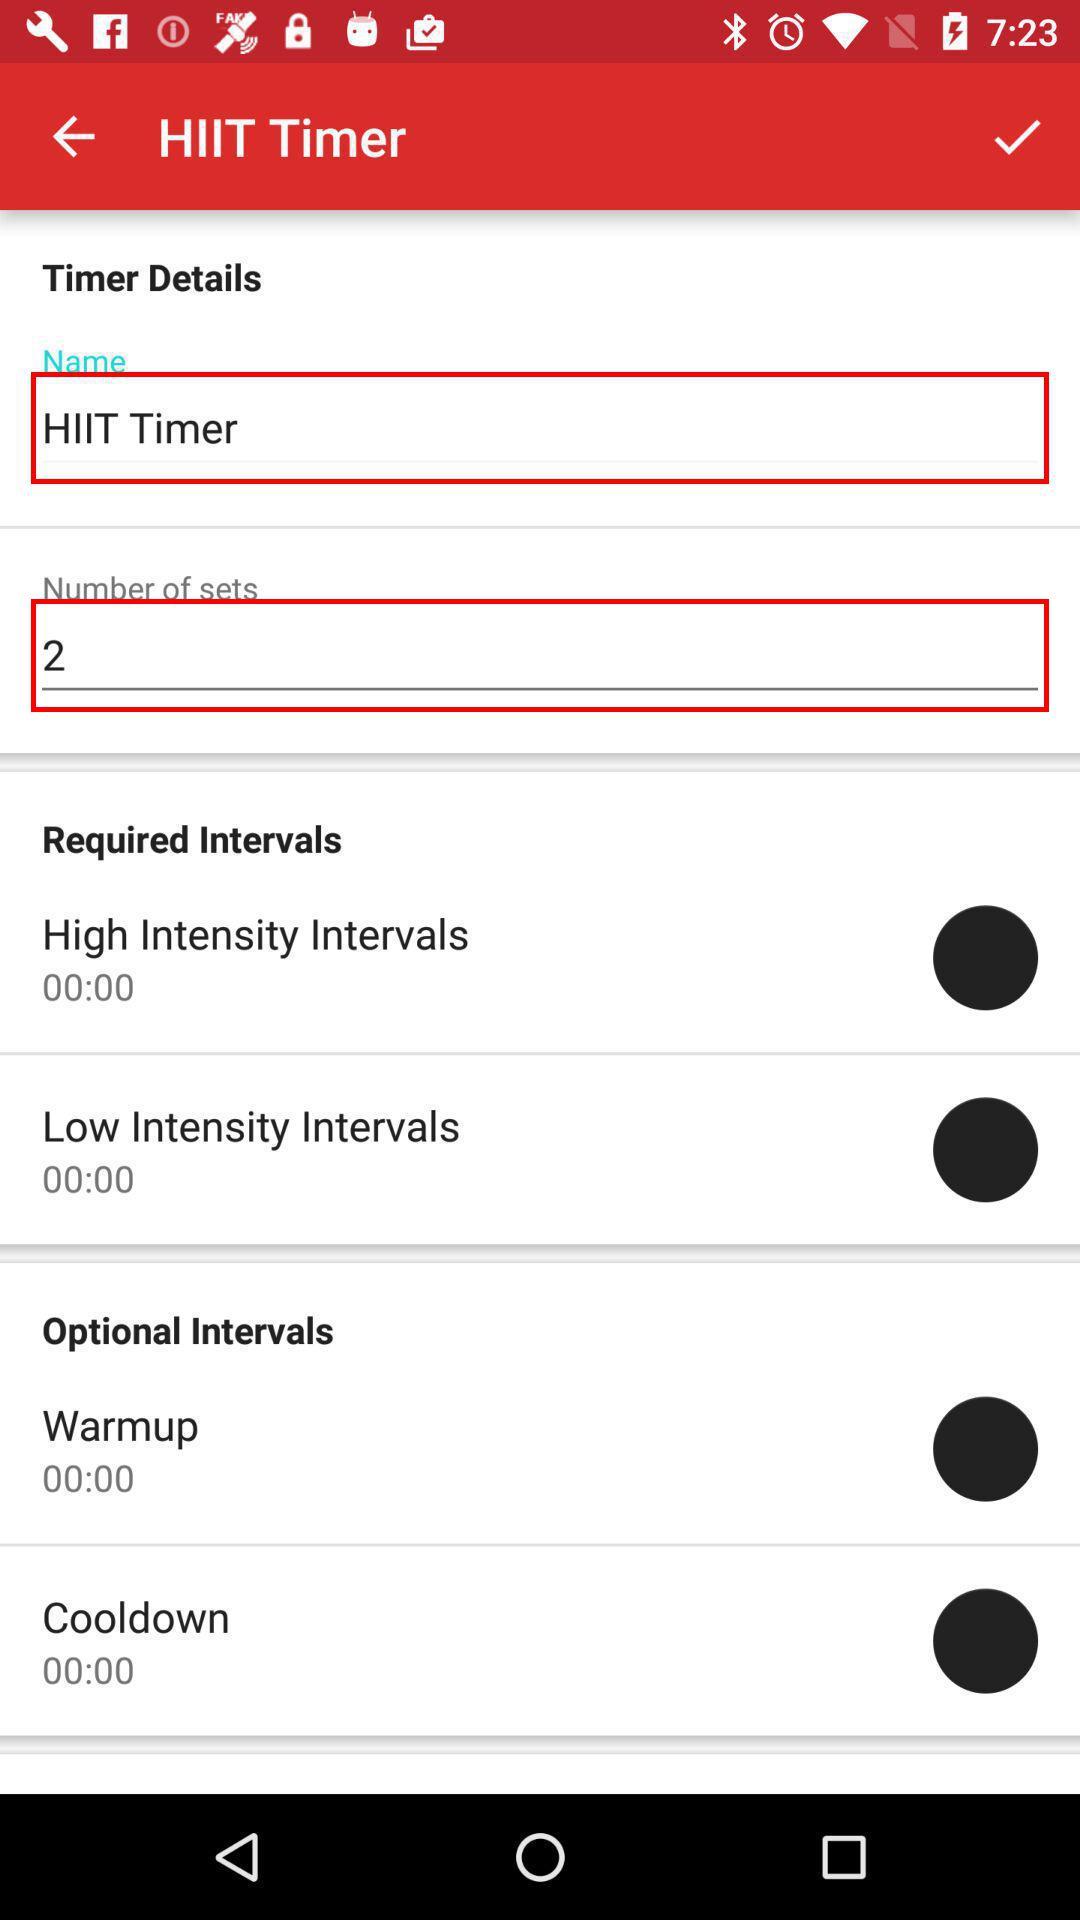 FAKE
7:23
HIIT Timer
Timer Details
Name
HIIT Timer
Number of sets
2
Required Intervals
High Intensity Intervals
00:00
Low Intensity Intervals
00:00
Optional Intervals
Warmup
00:00
Cooldown
00:00